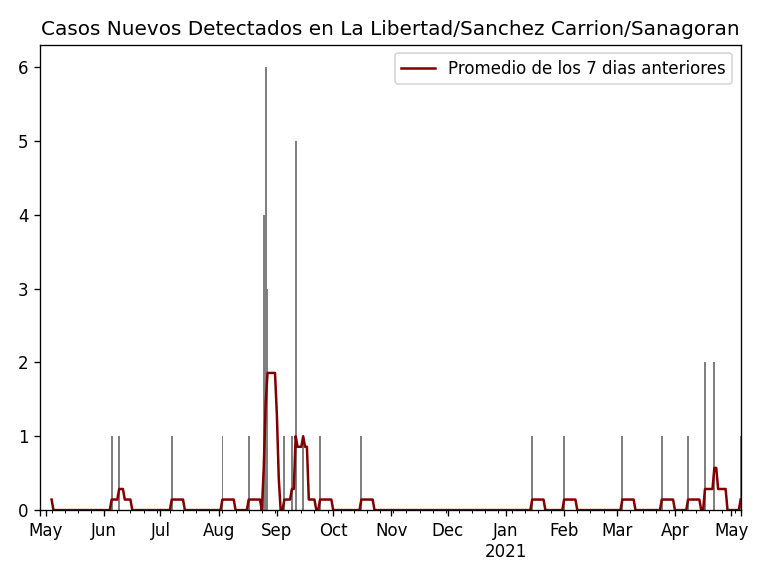 Casos Nuevos Detectados en La Libertad/Sanchez Carrion/Sanagoran
Promedio de los 7 dias anteriores
6
5
4
3
2
1
0
May Jun Jul Aug Sep Oct Nov Dec Jan Feb Mar Apr May
2021